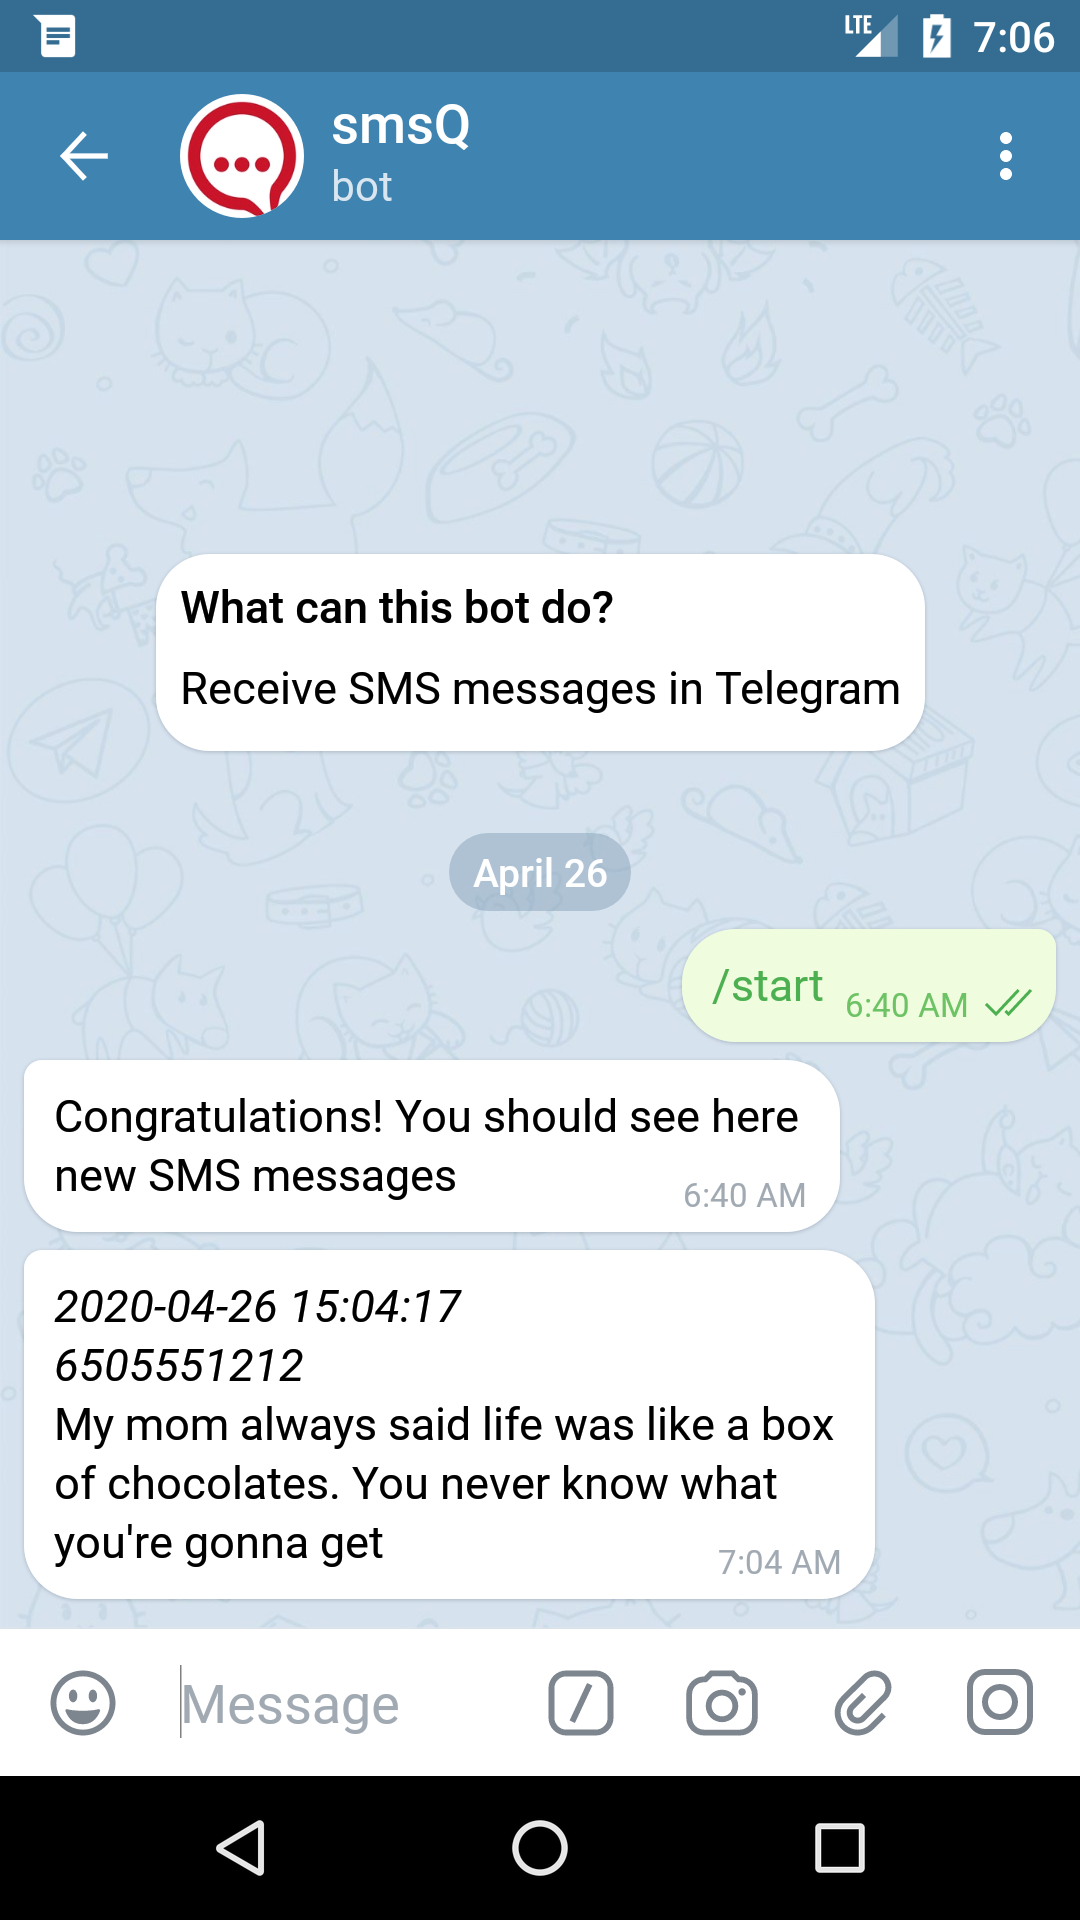 LTE
7:06
smsQ
bot
What can this bot do?
Receive SMS messages in Telegram
April 26
/start 6:40 AM
Congratulations! You should see here
new SMS messages
6:40 AM
2020-04-26 15:04:17
6505551212
My mom always said life was like a box
of chocolates. You never know what
you're gonna get
7:04 AM
Message